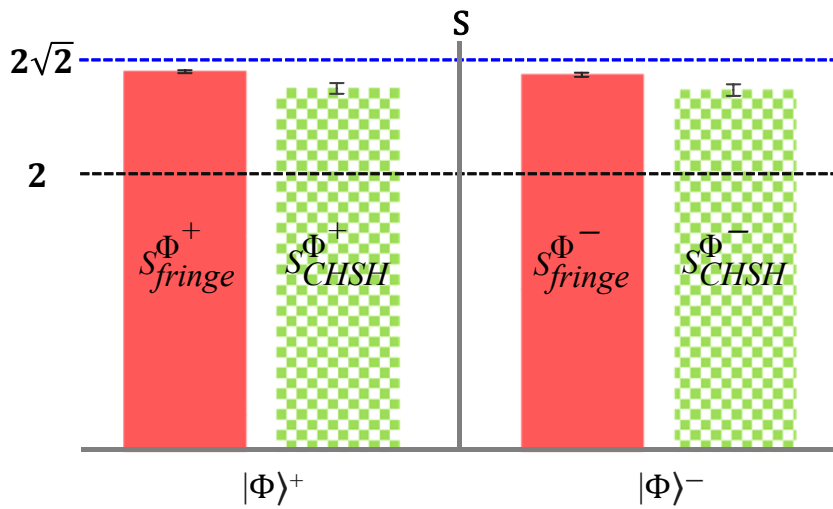 S
2√2
2
S^{Φ^+}_{fringe}
S^{Φ^+}_{CHSH}
S^{Φ^−}_{fringe}
S^{Φ^−}_{CHSH}
|Φ⟩⁺
|Φ⟩⁻